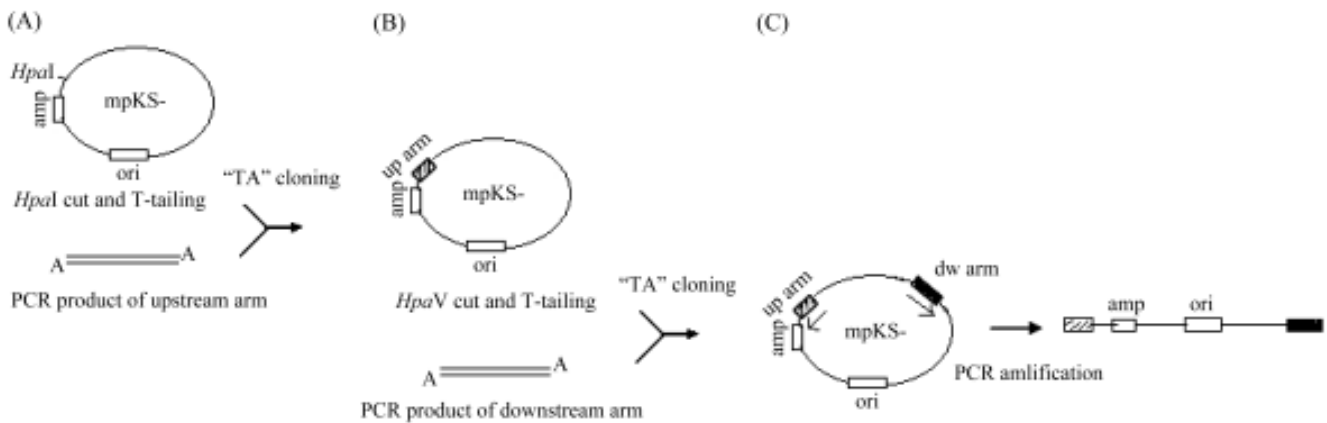 (A)
HpaI
amp
mpKS-
ori
HpaI cut and T-tailing
A
A
PCR product of upstream arm
"TA" cloning
(B)
up arm
amp
mpKS-
ori
HpaV cut and T-tailing
A
A
PCR product of downstream arm
"TA" cloning
(C)
up arm
amp
mpKS-
ori
dw arm
PCR amlification
amp
ori